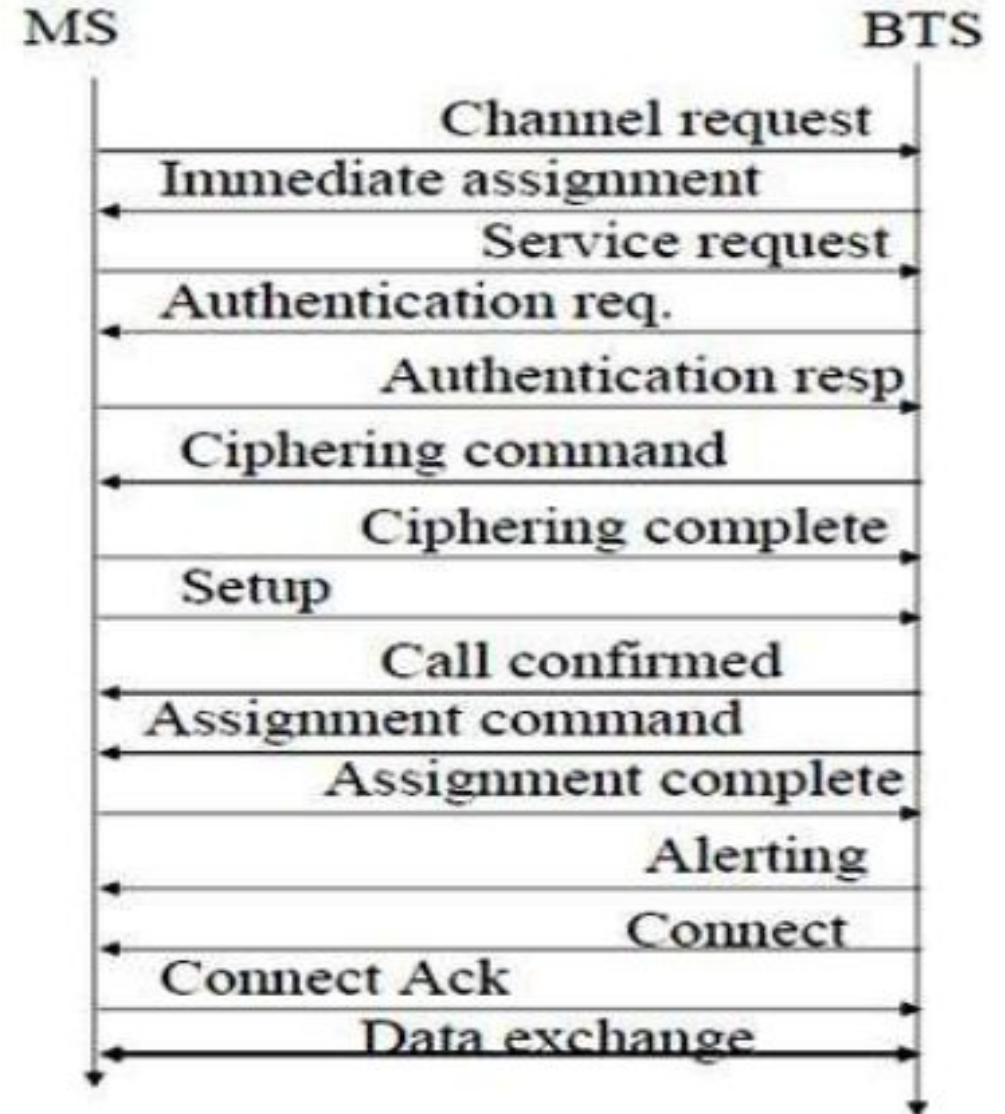 MS BTS
Channel request
Immediate assignment
Service request
Authentication req.
Authentication resp
Ciphering command
Ciphering complete
Setup
Call confirmed
Assignment command
Assignment complete
Alerting
Connect
Connect Ack
Data exchange